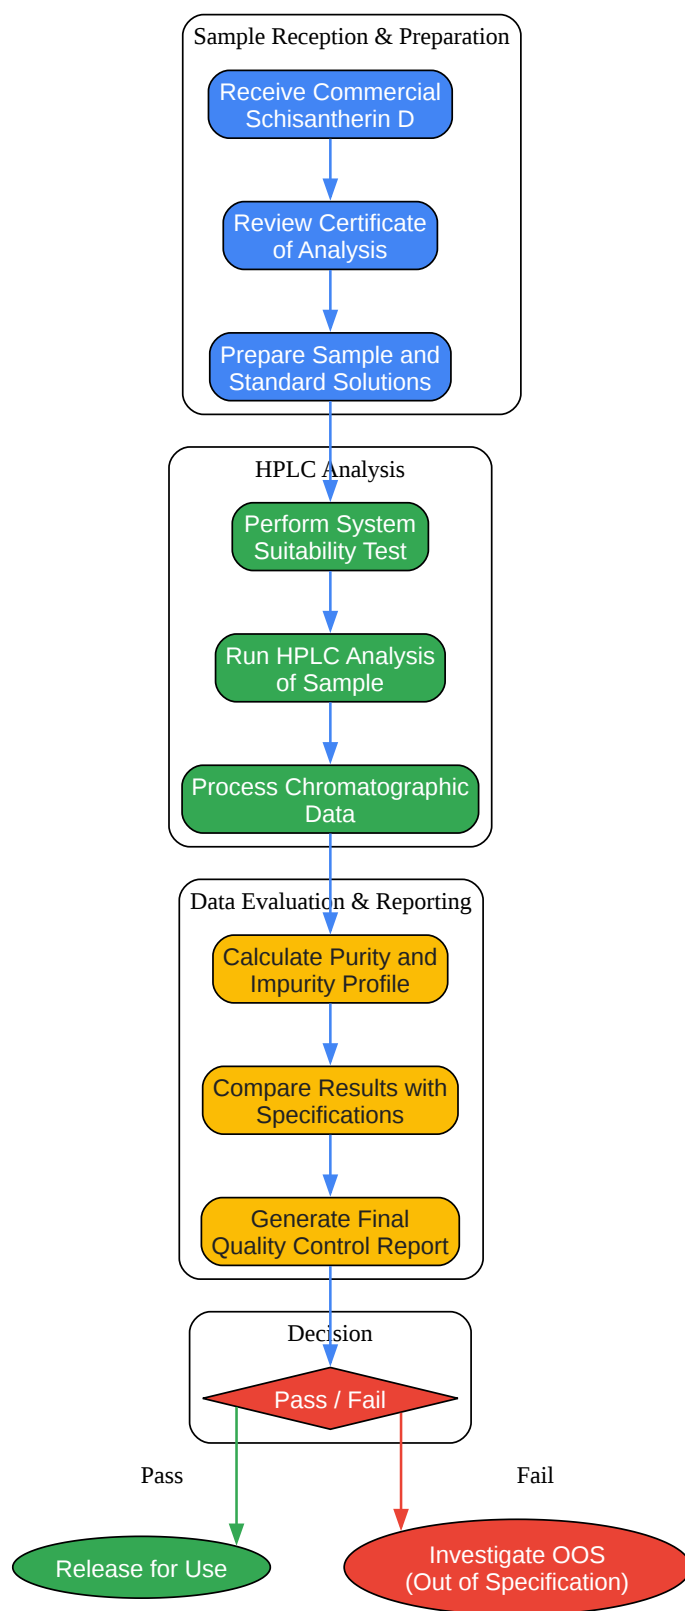 Sample Reception & Preparation
Receive Commercial
Schisantherin D
Review Certificate
of Analysis
Prepare Sample and
Standard Solutions
HPLC Analysis
Perform System
Suitability Test
Run HPLC Analysis
of Sample
Process Chromatographic
Data
Data Evaluation & Reporting
Calculate Purity and
Impurity Profile
Compare Results with
Specifications
Generate Final
Quality Control Report
Decision
Pass / Fail
Pass
Fail
Release for Use
Investigate OOS
(Out of Specification)